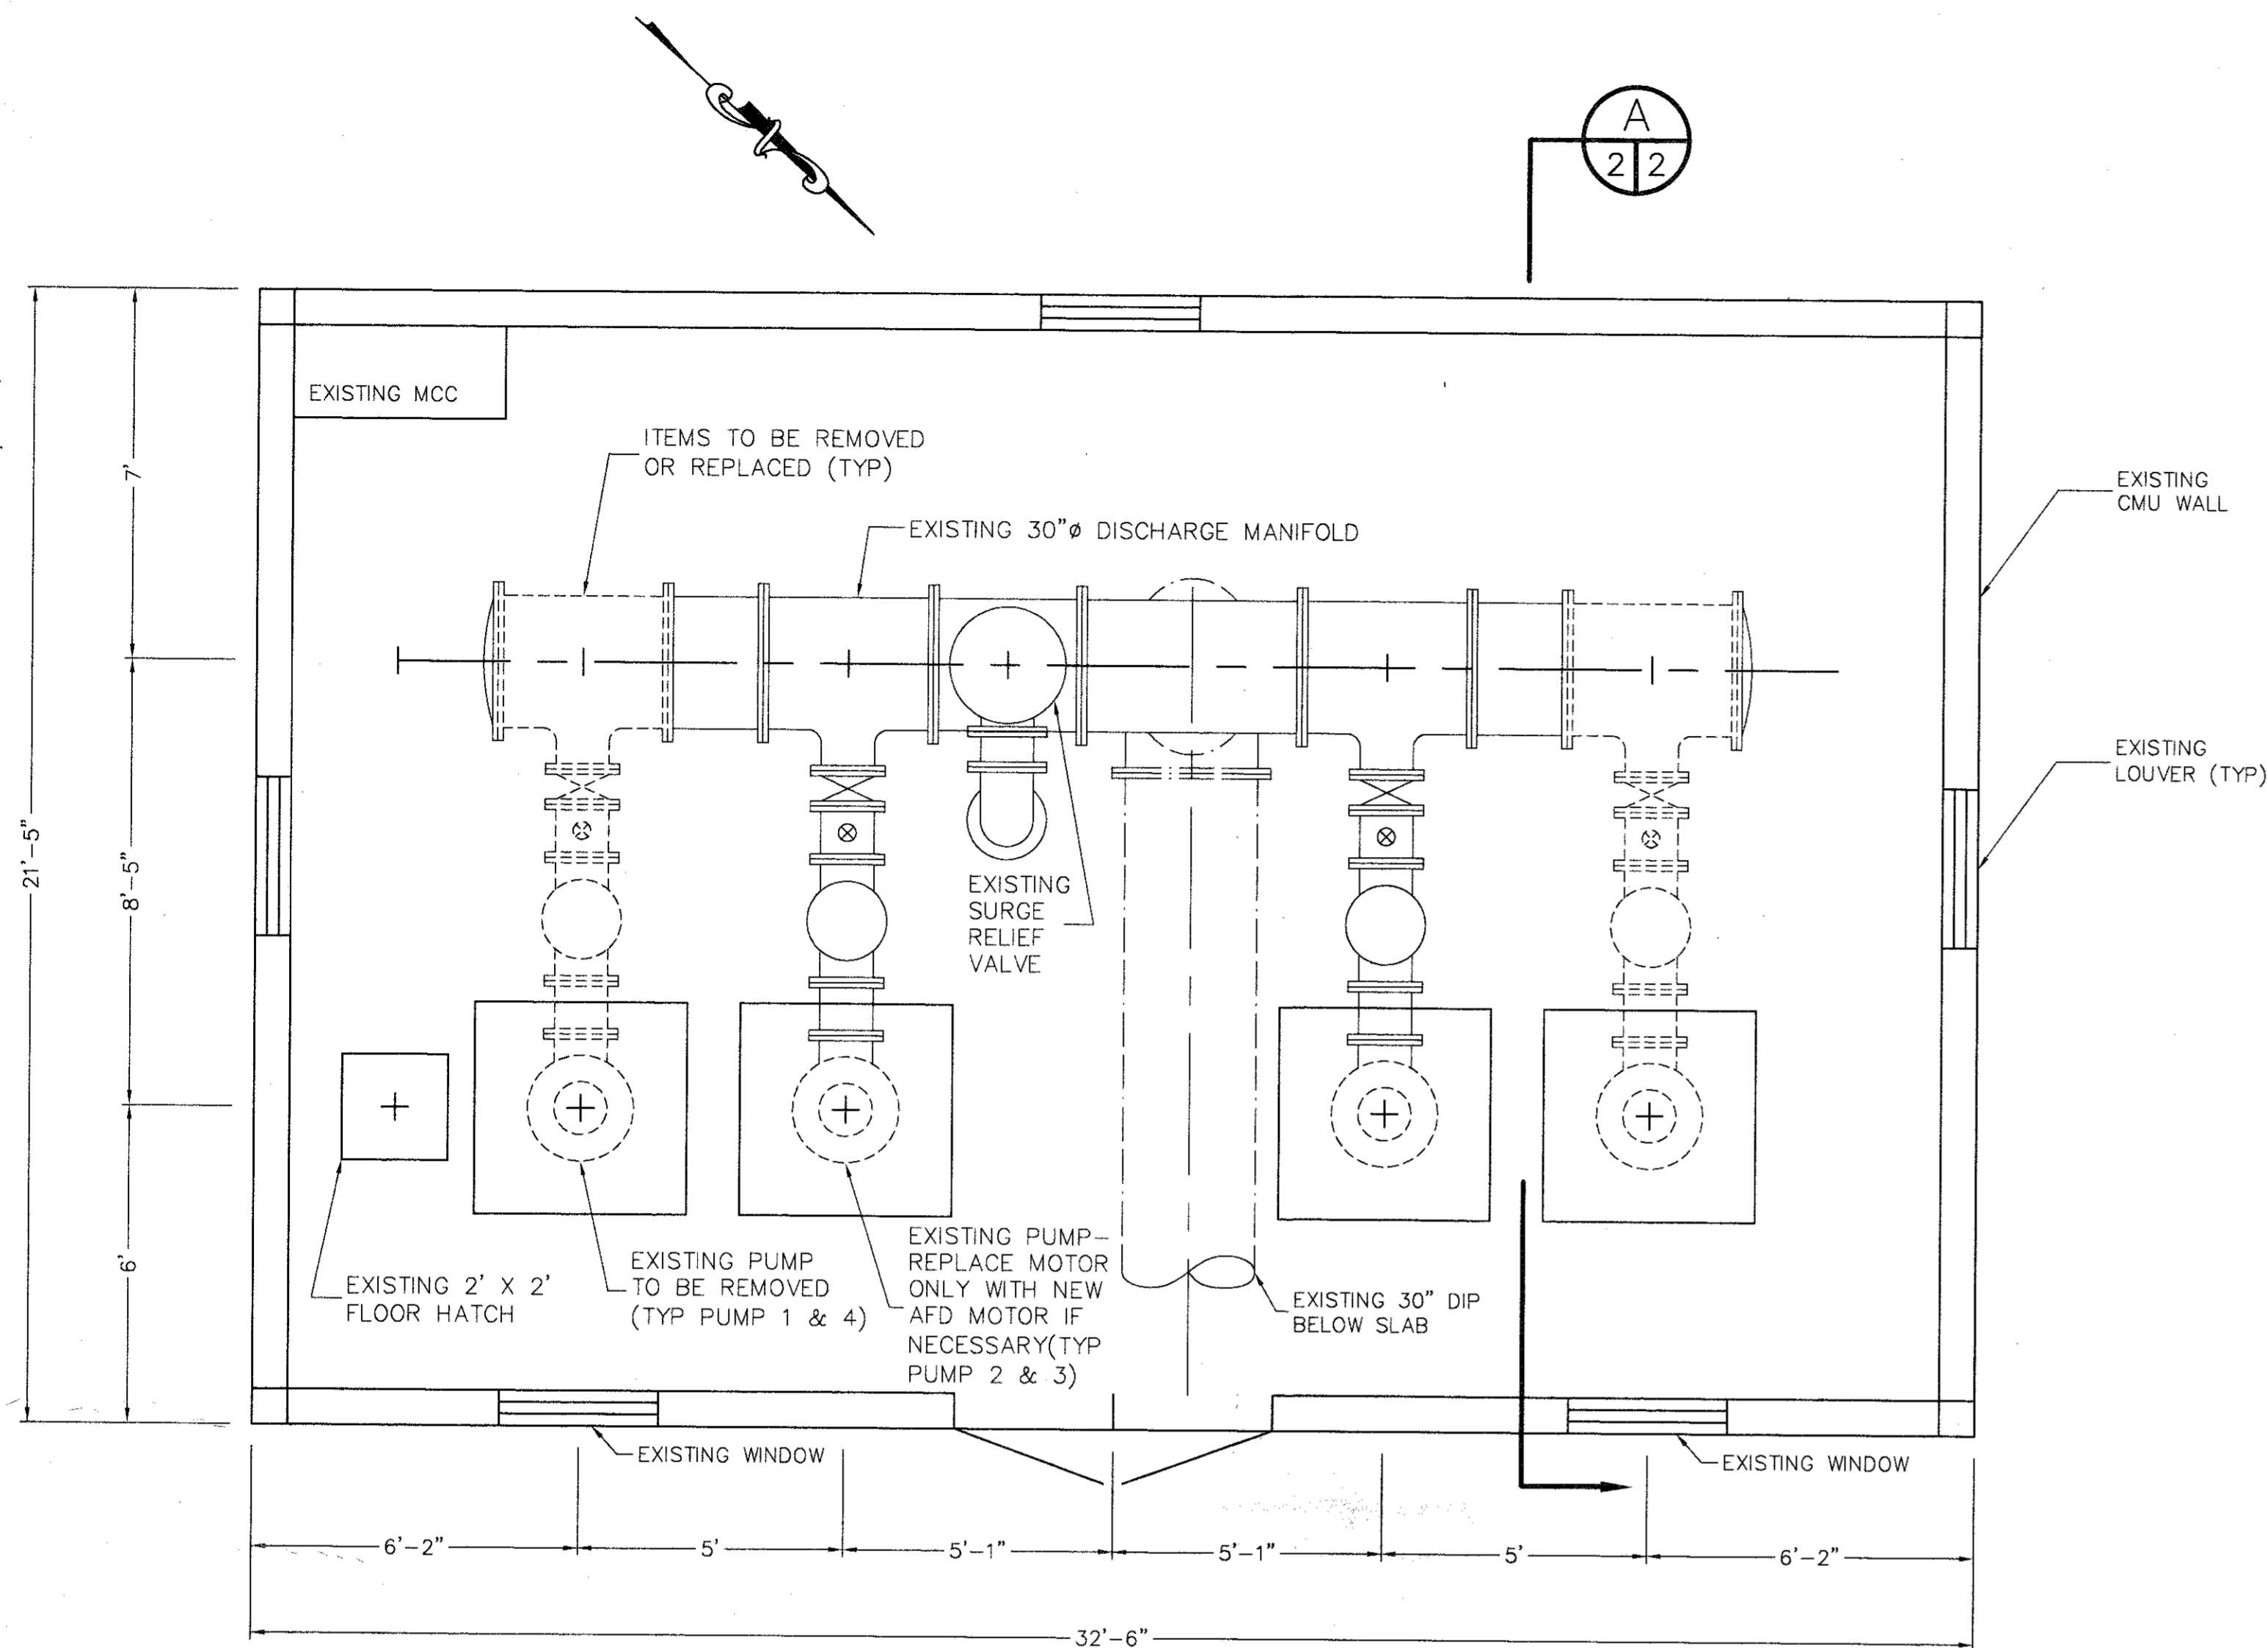 A
2 2
EXISTING MCC
ITEMS TO BE REMOVED
OR REPLACED (TYP)
EXISTING 30"ø DISCHARGE MANIFOLD
EXISTING
CMU WALL
EXISTING
LOUVER (TYP)
7'
21'-5"
8'-5"
6'
EXISTING
SURGE
RELIEF
VALVE
EXISTING 2' X 2'
FLOOR HATCH
EXISTING PUMP
TO BE REMOVED
(TYP PUMP 1 & 4)
EXISTING PUMP-
REPLACE MOTOR
ONLY WITH NEW
AFD MOTOR IF
NECESSARY(TYP
PUMP 2 & 3)
EXISTING 30" DIP
BELOW SLAB
EXISTING WINDOW
EXISTING WINDOW
6'-2"
5'
5'-1"
5'-1"
5'
6'-2"
32'-6"